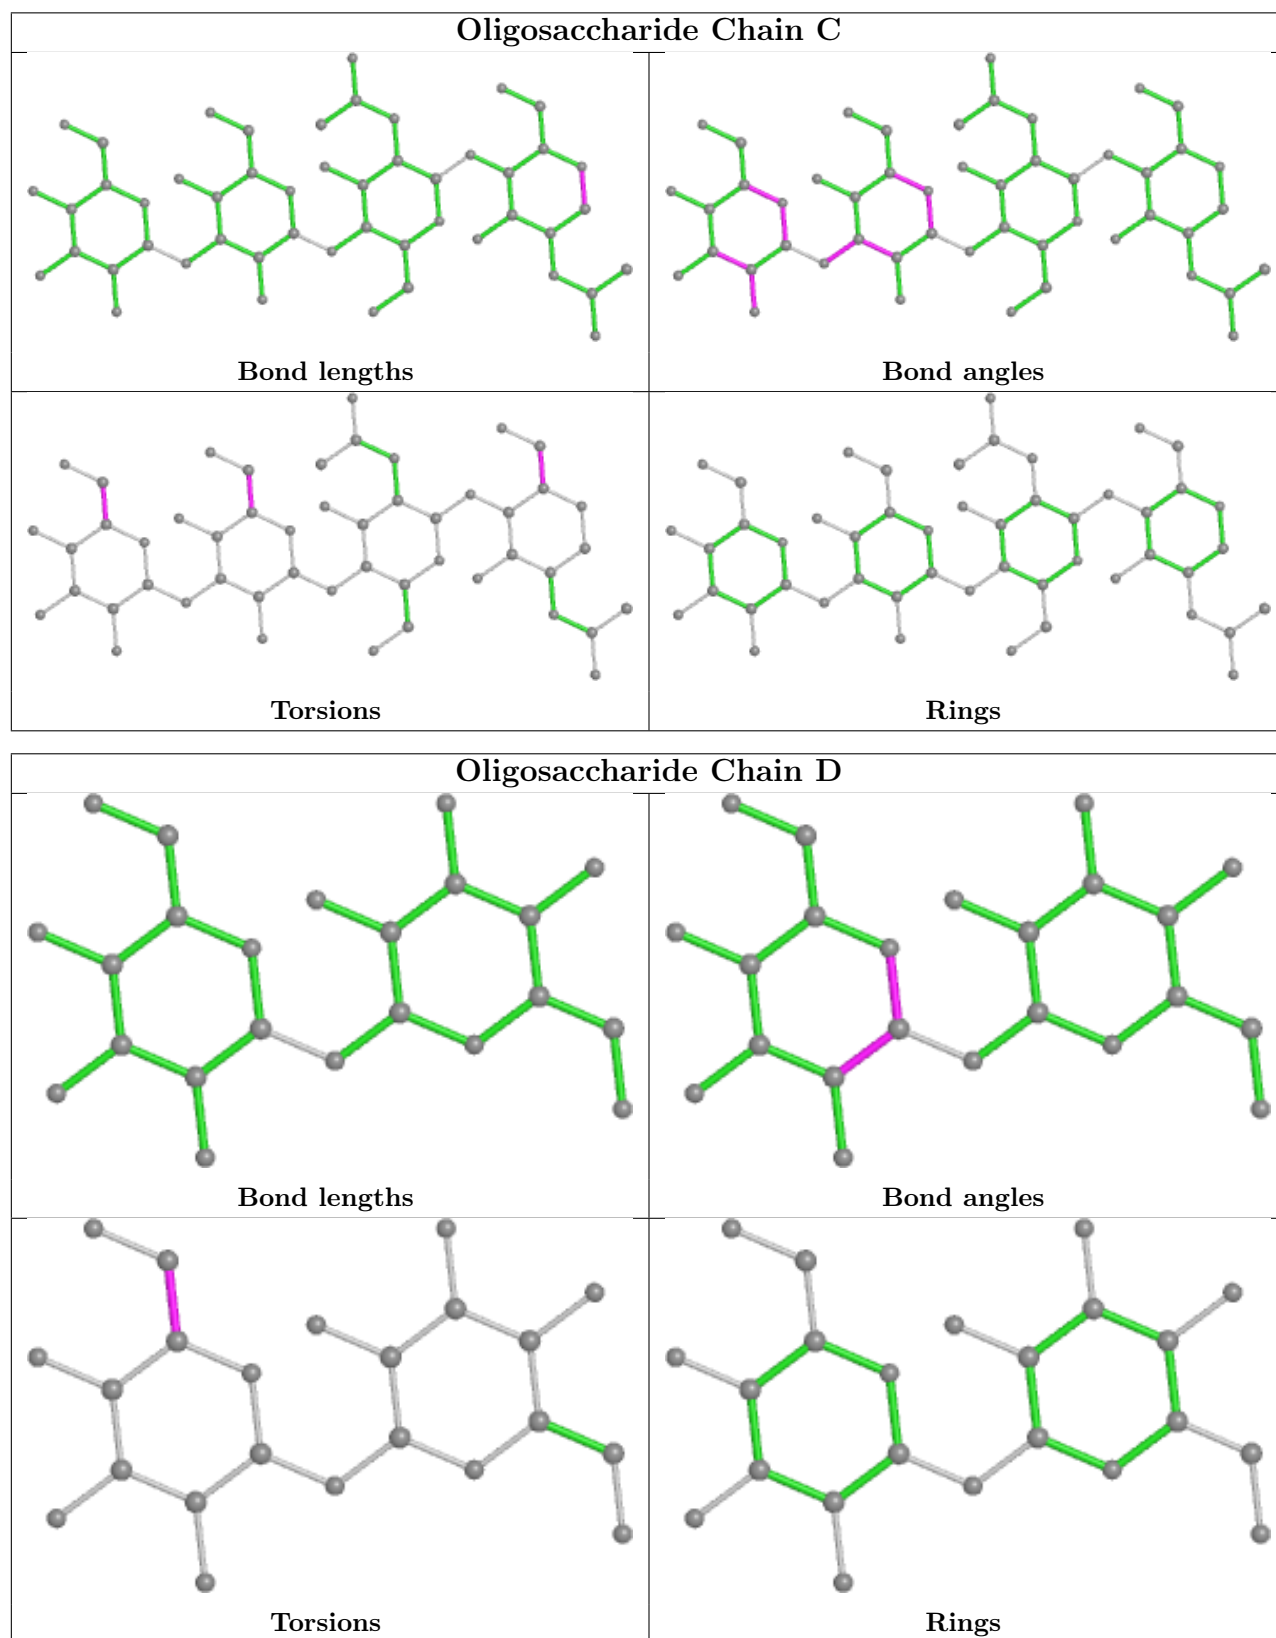 Oligosaccharide Chain C
Bond lengths
Bond angles
Torsions
Rings
Oligosaccharide Chain D
Bond lengths
Bond angles
Torsions
Rings